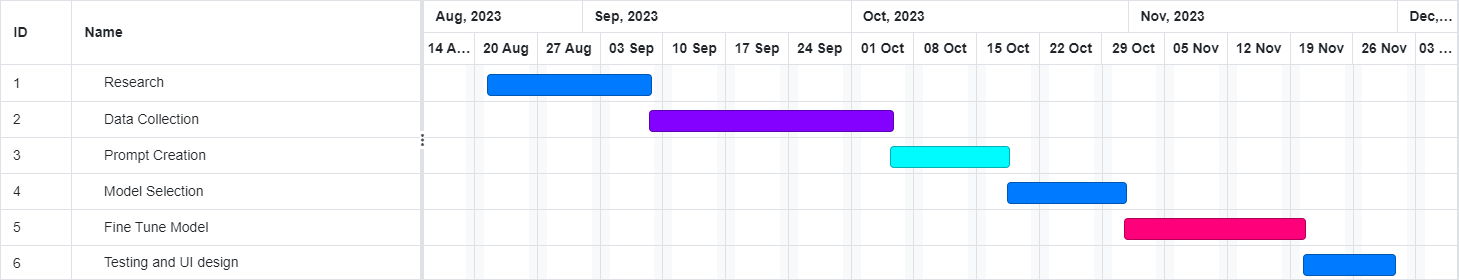 ID Name Aug, 2023 Sep, 2023 Oct, 2023 Nov, 2023 Dec,...
14 A... 20 Aug 27 Aug 03 Sep 10 Sep 17 Sep 24 Sep 01 Oct 08 Oct 15 Oct 22 Oct 29 Oct 05 Nov 12 Nov 19 Nov 26 Nov 03 ...
1 Research
2 Data Collection
3 Prompt Creation
4 Model Selection
5 Fine Tune Model
6 Testing and UI design